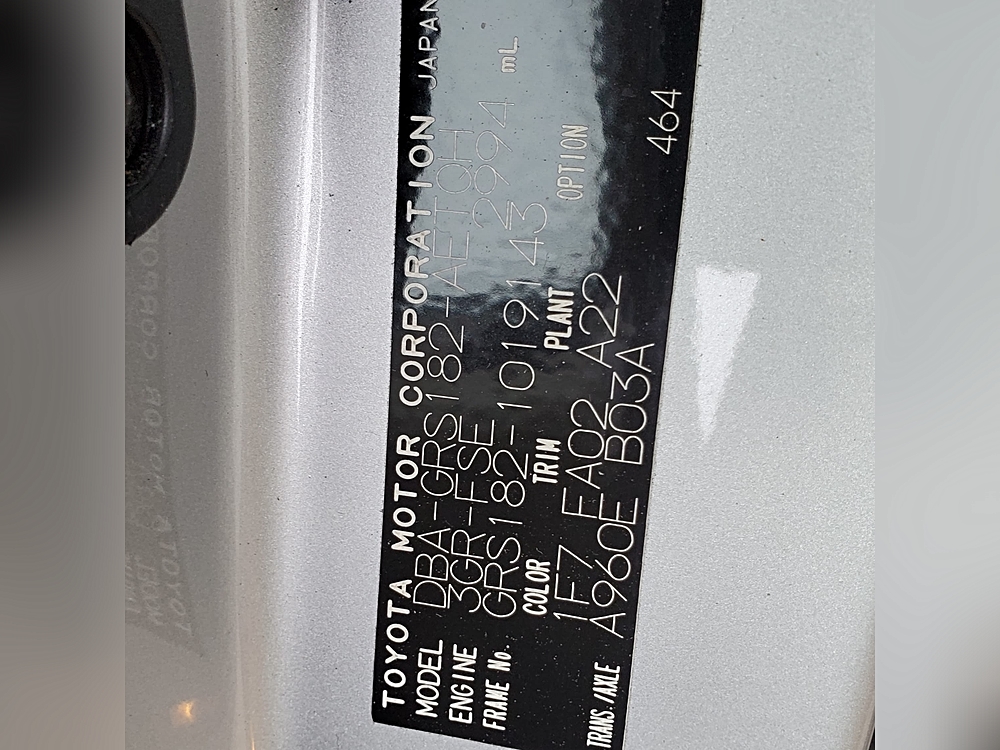 TOYOTA MOTOR CORPORATION JAPAN
MODEL DBA-GRS182-AETQH
ENGINE 3GR-FSE 2994 mL
FRAME No. GRS182-1019143
COLOR TRIM PLANT OPTION
1F7 FA02 A22
TRANS./AXLE A960E B03A 464